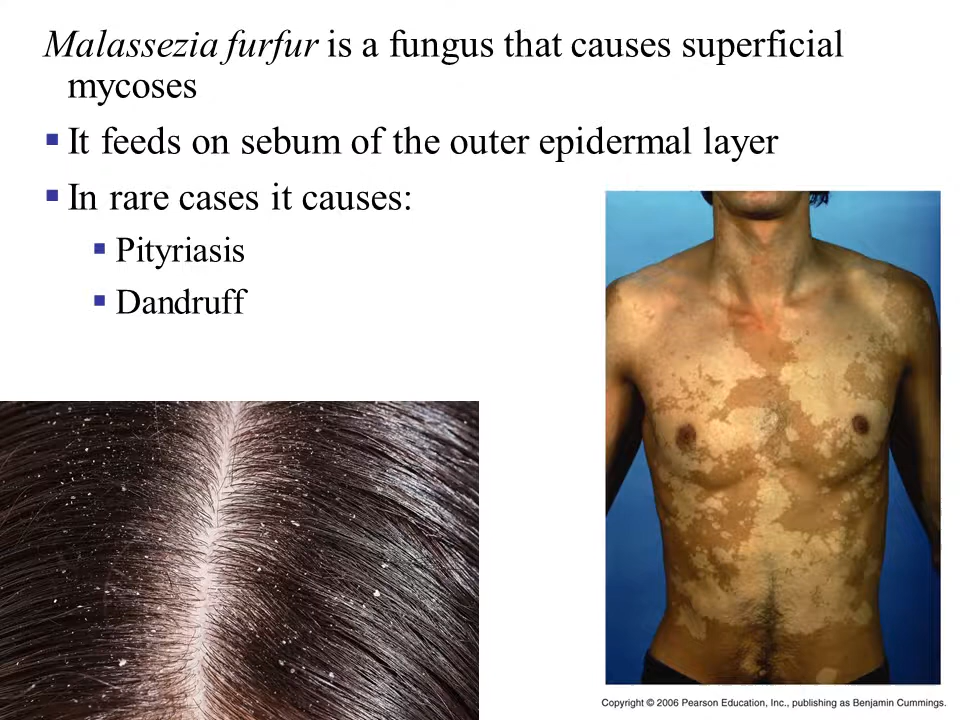 Malassezia furfur is a fungus that causes superficial
mycoses
It feeds on sebum of the outer epidermal layer
In rare cases it causes:
Pityriasis
Dandruff
Copyright © 2006 Pearson Education, Inc., publishing as Benjamin Cummings.